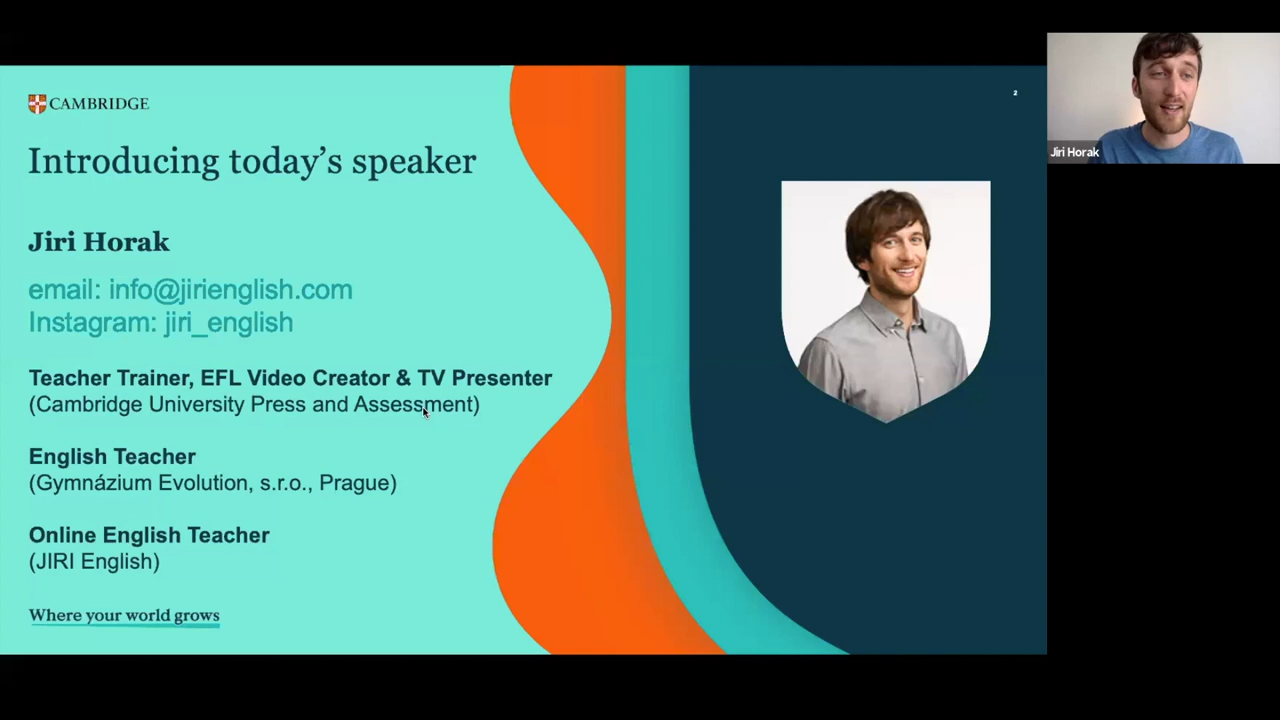 CAMBRIDGE
2
Introducing today’s speaker
Jiri Horak
email: info@jirienglish.com
Instagram: jiri_english
Teacher Trainer, EFL Video Creator & TV Presenter
(Cambridge University Press and Assessment)
English Teacher
(Gymnázium Evolution, s.r.o., Prague)
Online English Teacher
(JIRI English)
Where your world grows
Jiri Horak